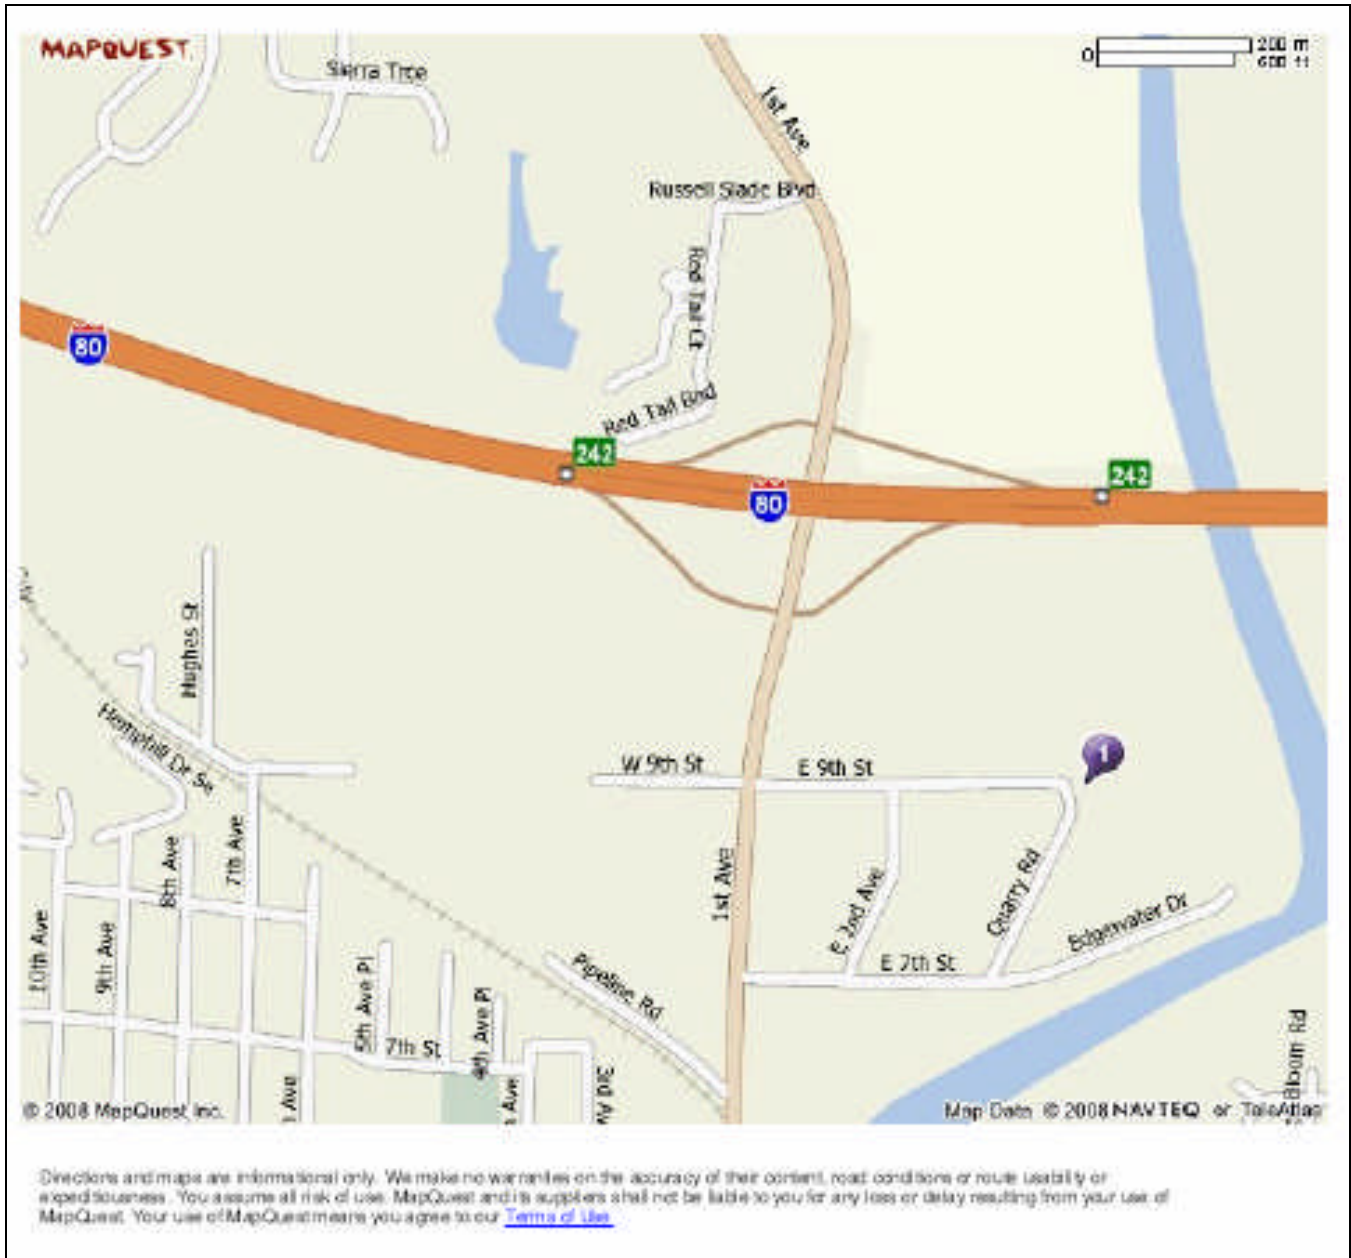 MAPQUEST
0
200 m
600 ft
Sierra Trce
1st Ave
Russell Slade Blvd
Red Tail Ct
80
Red Tail Blvd
242
242
80
Hughes St
Hemphill Dr Se
W 9th St
E 9th St
1
8th Ave
7th Ave
1st Ave
E 2nd Ave
Quarry Rd
Edgewater Dr
10th Ave
9th Ave
5th Ave Pl
7th St
4th Ave Pl
Pipeline Rd
E 7th St
Ave
Ave
3rd Av
Bloom Rd
© 2008 MapQuest Inc.
Map Data © 2008 NAVTEQ or TeleAtlas
Directions and maps are informational only. We make no warranties on the accuracy of their content, road conditions or route usability or
expeditiousness. You assume all risk of use. MapQuest and its suppliers shall not be liable to you for any loss or delay resulting from your use of
MapQuest. Your use of MapQuest means you agree to our Terms of Use